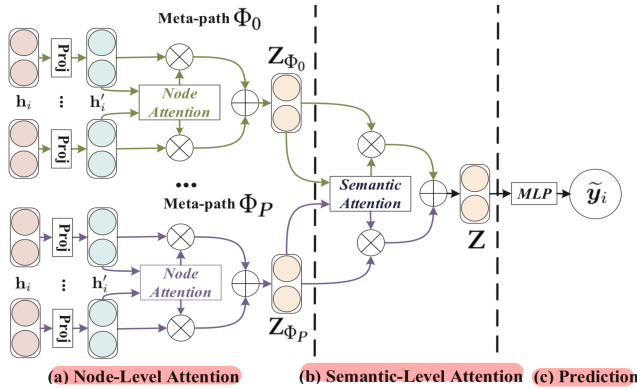 Meta-path Φ0
Proj
h_i
...
h'_i
Node
Attention
Proj
Z_Φ0
...
Meta-path ΦP
Proj
h_i
...
h'_i
Node
Attention
Proj
Z_ΦP
Semantic
Attention
Z
MLP
ỹ_i
(a) Node-Level Attention
(b) Semantic-Level Attention
(c) Prediction